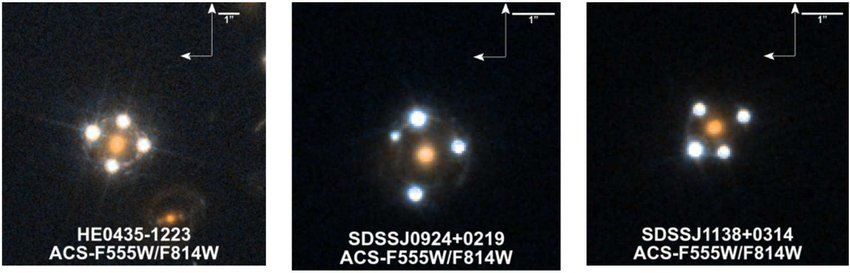 1"
HE0435-1223
ACS-F555W/F814W
1"
SDSSJ0924+0219
ACS-F555W/F814W
1"
SDSSJ1138+0314
ACS-F555W/F814W